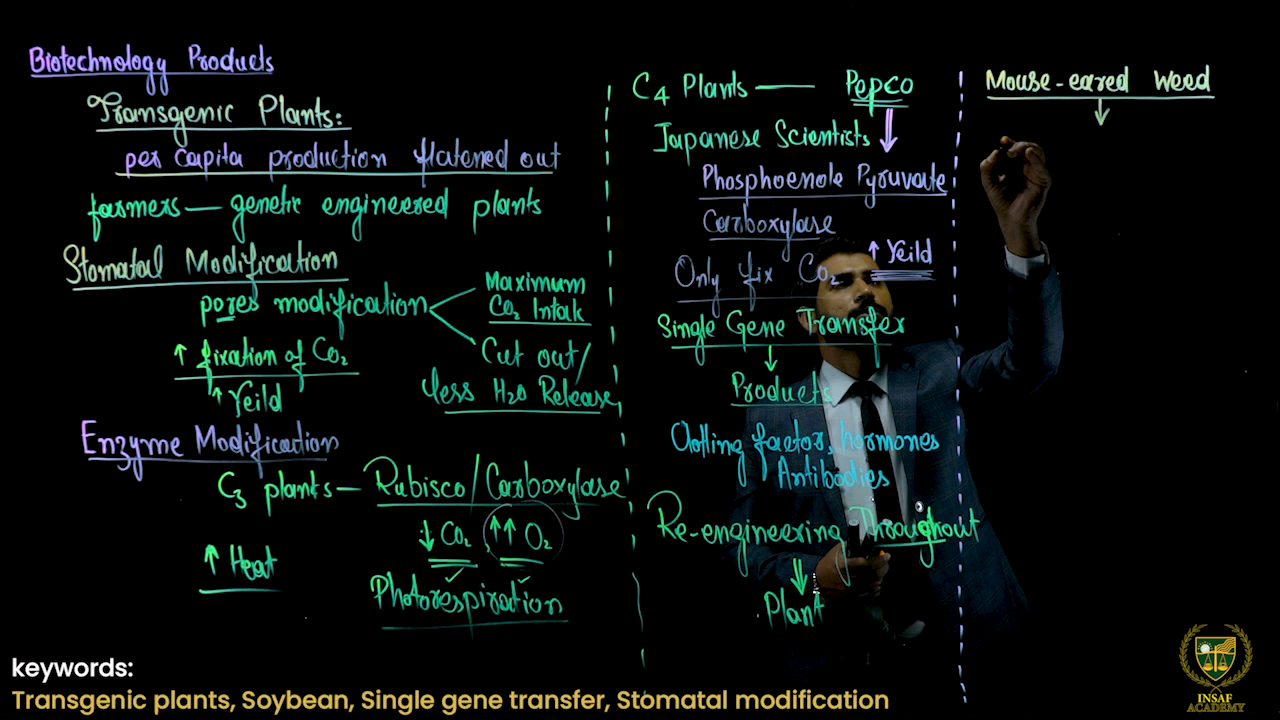 Biotechnology Products
Transgenic Plants:
per capita production flatened out
farmers — genetic engineered plants
Stomatal Modification
pores modification
Maximum
CO₂ Intak
Cut out/
less H₂O Release
↑ fixation of CO₂
↑ Yeild
Enzyme Modification
C₃ plants — Rubisco/Carboxylase
↓ CO₂, ↑↑ O₂
↑ Heat
Photorespiration
C₄ Plants — Pepco
Japanese Scientists
Phosphoenole Pyruvate
Carboxylase
Only fix CO₂
↑ Yeild
Single Gene Transfer
↓
Products
Clotting factor, hormones
Antibodies
Re-engineering Throughout
Plant
Mouse-eared Weed
↓
keywords:
Transgenic plants, Soybean, Single gene transfer, Stomatal modification
INSAF
ACADEMY